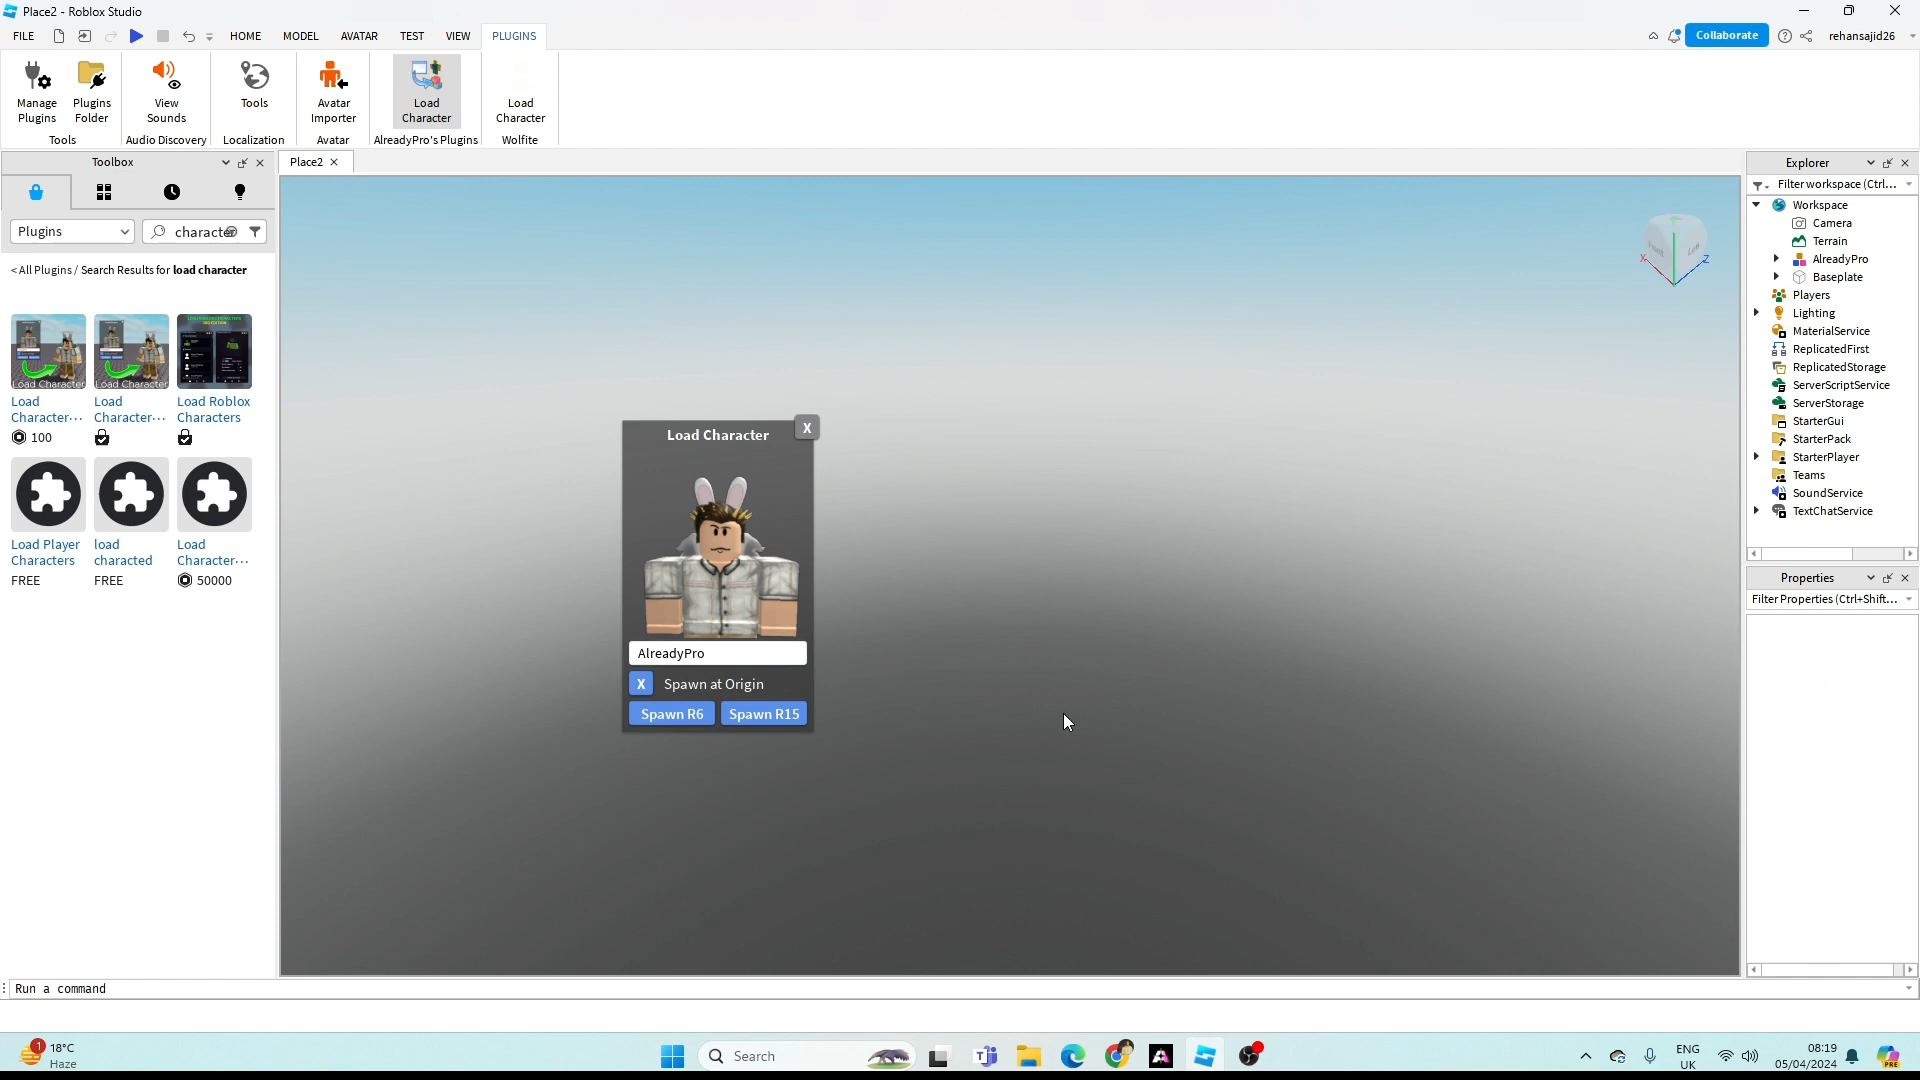 Place2 - Roblox Studio
FILE
HOME
MODEL
AVATAR
TEST
VIEW
PLUGINS
Collaborate
rehansajid26
Manage
Plugins
Plugins
Folder
Tools
View
Sounds
Audio Discovery
Tools
Localization
Avatar
Importer
Avatar
Load
Character
AlreadyPro's Plugins
Load
Character
Wolfite
Toolbox
Plugins
character
< All Plugins / Search Results for load character
Load
Character...
100
Load
Character...
Load Roblox
Characters
Load Player
Characters
FREE
load
characted
FREE
Load
Character...
50000
Place2
Load Character
X
AlreadyPro
X Spawn at Origin
Spawn R6
Spawn R15
X
Z
Explorer
Filter workspace (Ctrl...
Workspace
Camera
Terrain
AlreadyPro
Baseplate
Players
Lighting
MaterialService
ReplicatedFirst
ReplicatedStorage
ServerScriptService
ServerStorage
StarterGui
StarterPack
StarterPlayer
Teams
SoundService
TextChatService
Properties
Filter Properties (Ctrl+Shift...
Run a command
1
18°C
Haze
Search
ENG
UK
08:19
05/04/2024
PRE